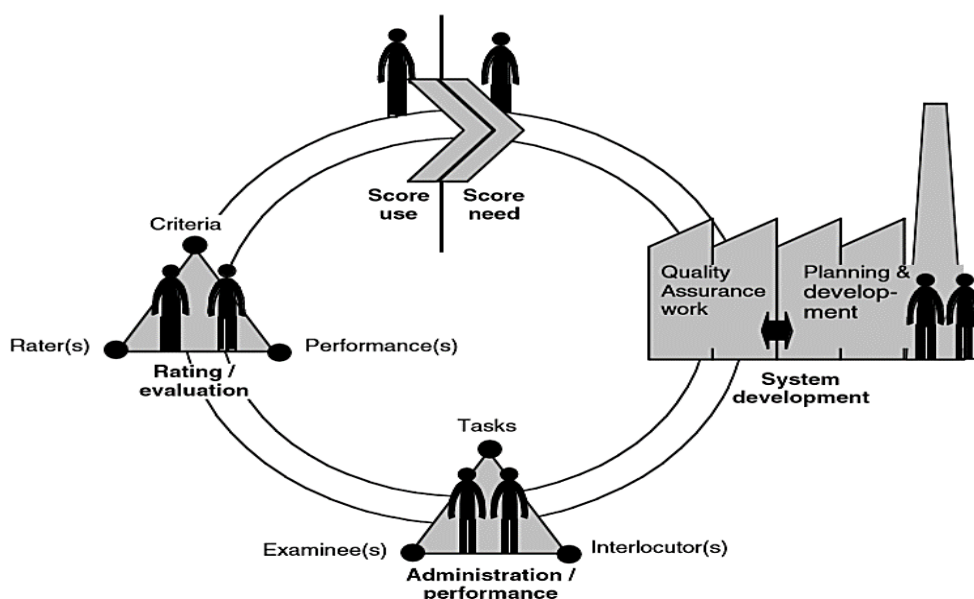 Score
use
Score
need
Criteria
Rater(s)
Performance(s)
Rating /
evaluation
Quality
Assurance
work
Planning &
develop-
ment
System
development
Tasks
Examinee(s)
Interlocutor(s)
Administration /
performance